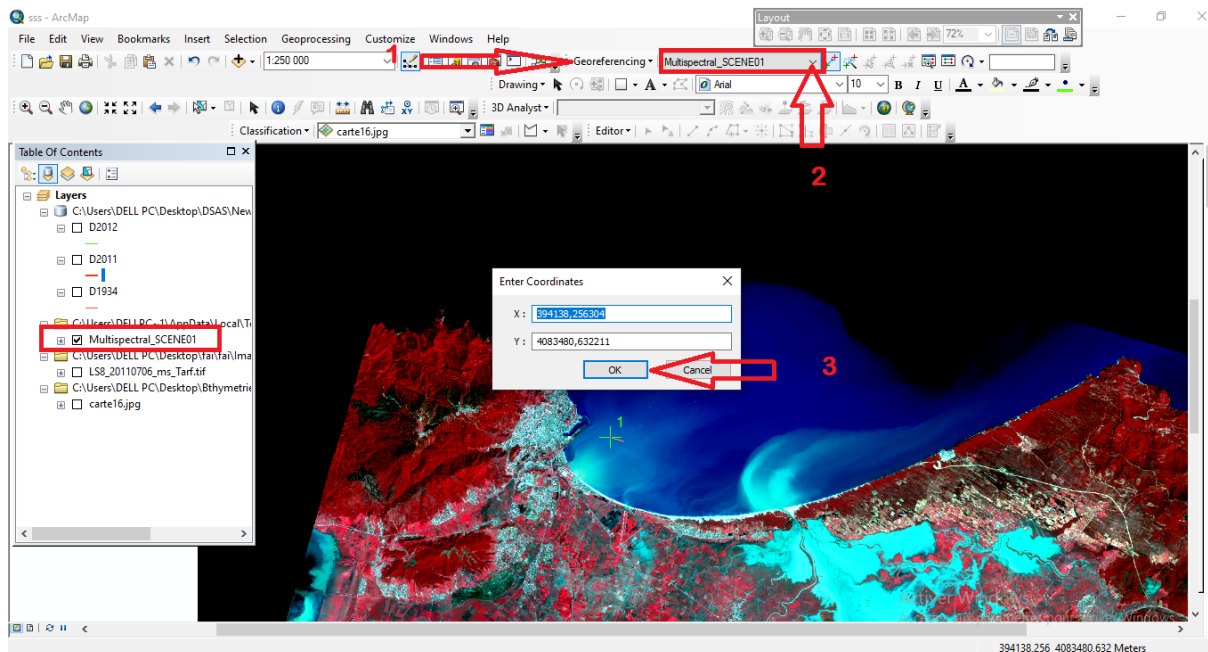 sss - ArcMap
Layout
File Edit View Bookmarks Insert Selection Geoprocessing Customize Windows Help
72%
1
1:250 000
Georeferencing
Multispectral_SCENE01
Drawing
A
Arial
10
B I U A
3D Analyst
Classification
carte16.jpg
Editor
2
Table Of Contents
Layers
C:\Users\DELL PC\Desktop\DSAS\New
D2012
D2011
D1934
Multispectral_SCENE01
C:\Users\DELL PC\Desktop\fai\fai\Ima
LS8_20110706_ms_Tarf.tif
C:\Users\DELL PC\Desktop\Bthymetrie
carte16.jpg
Enter Coordinates
X : 394138,256304
Y : 4083480,632211
OK
Cancel
3
1
394138,256 4083480,632 Meters